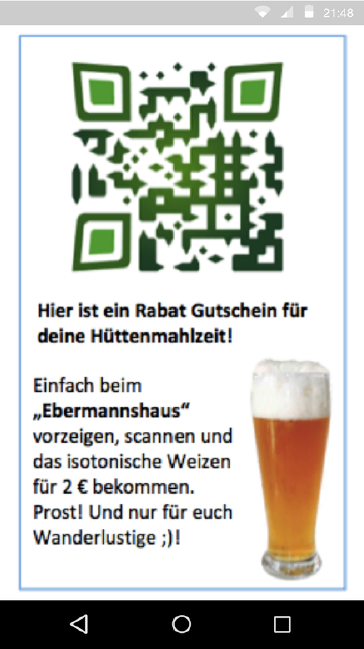 21:48
Hier ist ein Rabat Gutschein für
deine Hüttenmahlzeit!
Einfach beim
„Ebermannshaus“
vorzeigen, scannen und
das isotonische Weizen
für 2 € bekommen.
Prost! Und nur für euch
Wanderlustige ;)!